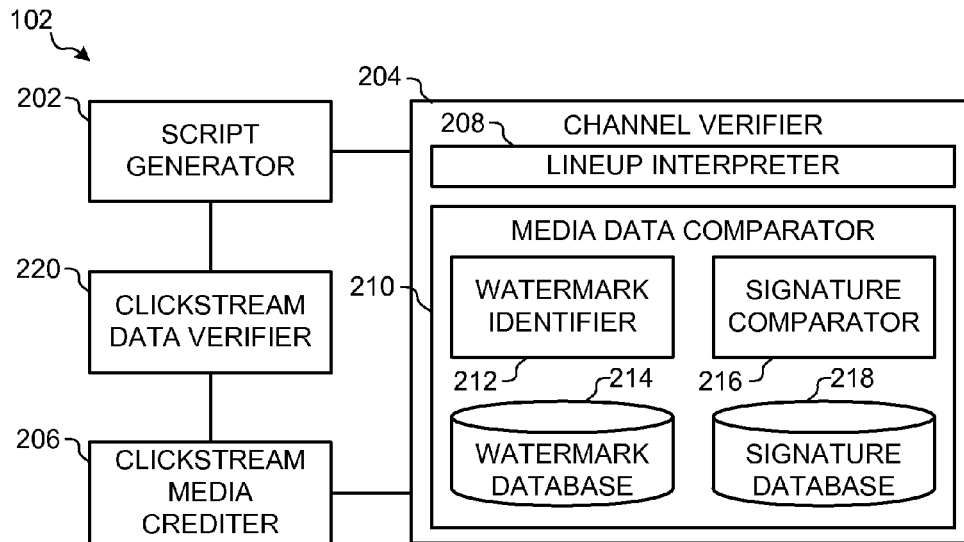 102
202
SCRIPT
GENERATOR
204
CHANNEL VERIFIER
208
LINEUP INTERPRETER
220
CLICKSTREAM
DATA VERIFIER
210
MEDIA DATA COMPARATOR
WATERMARK
IDENTIFIER
212
SIGNATURE
COMPARATOR
216
214
WATERMARK
DATABASE
218
SIGNATURE
DATABASE
206
CLICKSTREAM
MEDIA
CREDITER